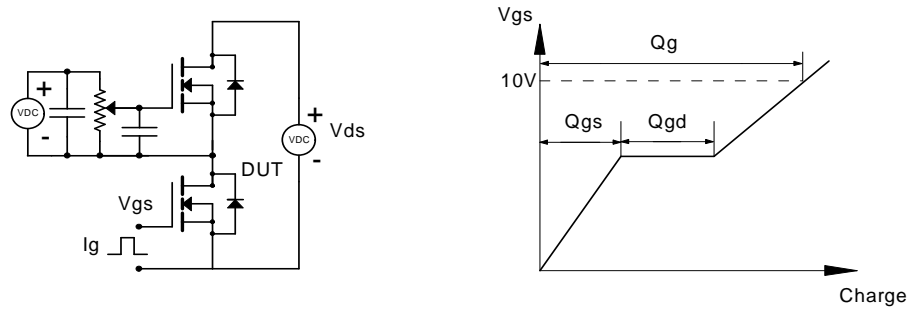 +
VDC
-
+
VDC
-
Vds
DUT
Vgs
Ig
Vgs
Qg
10V
Qgs
Qgd
Charge